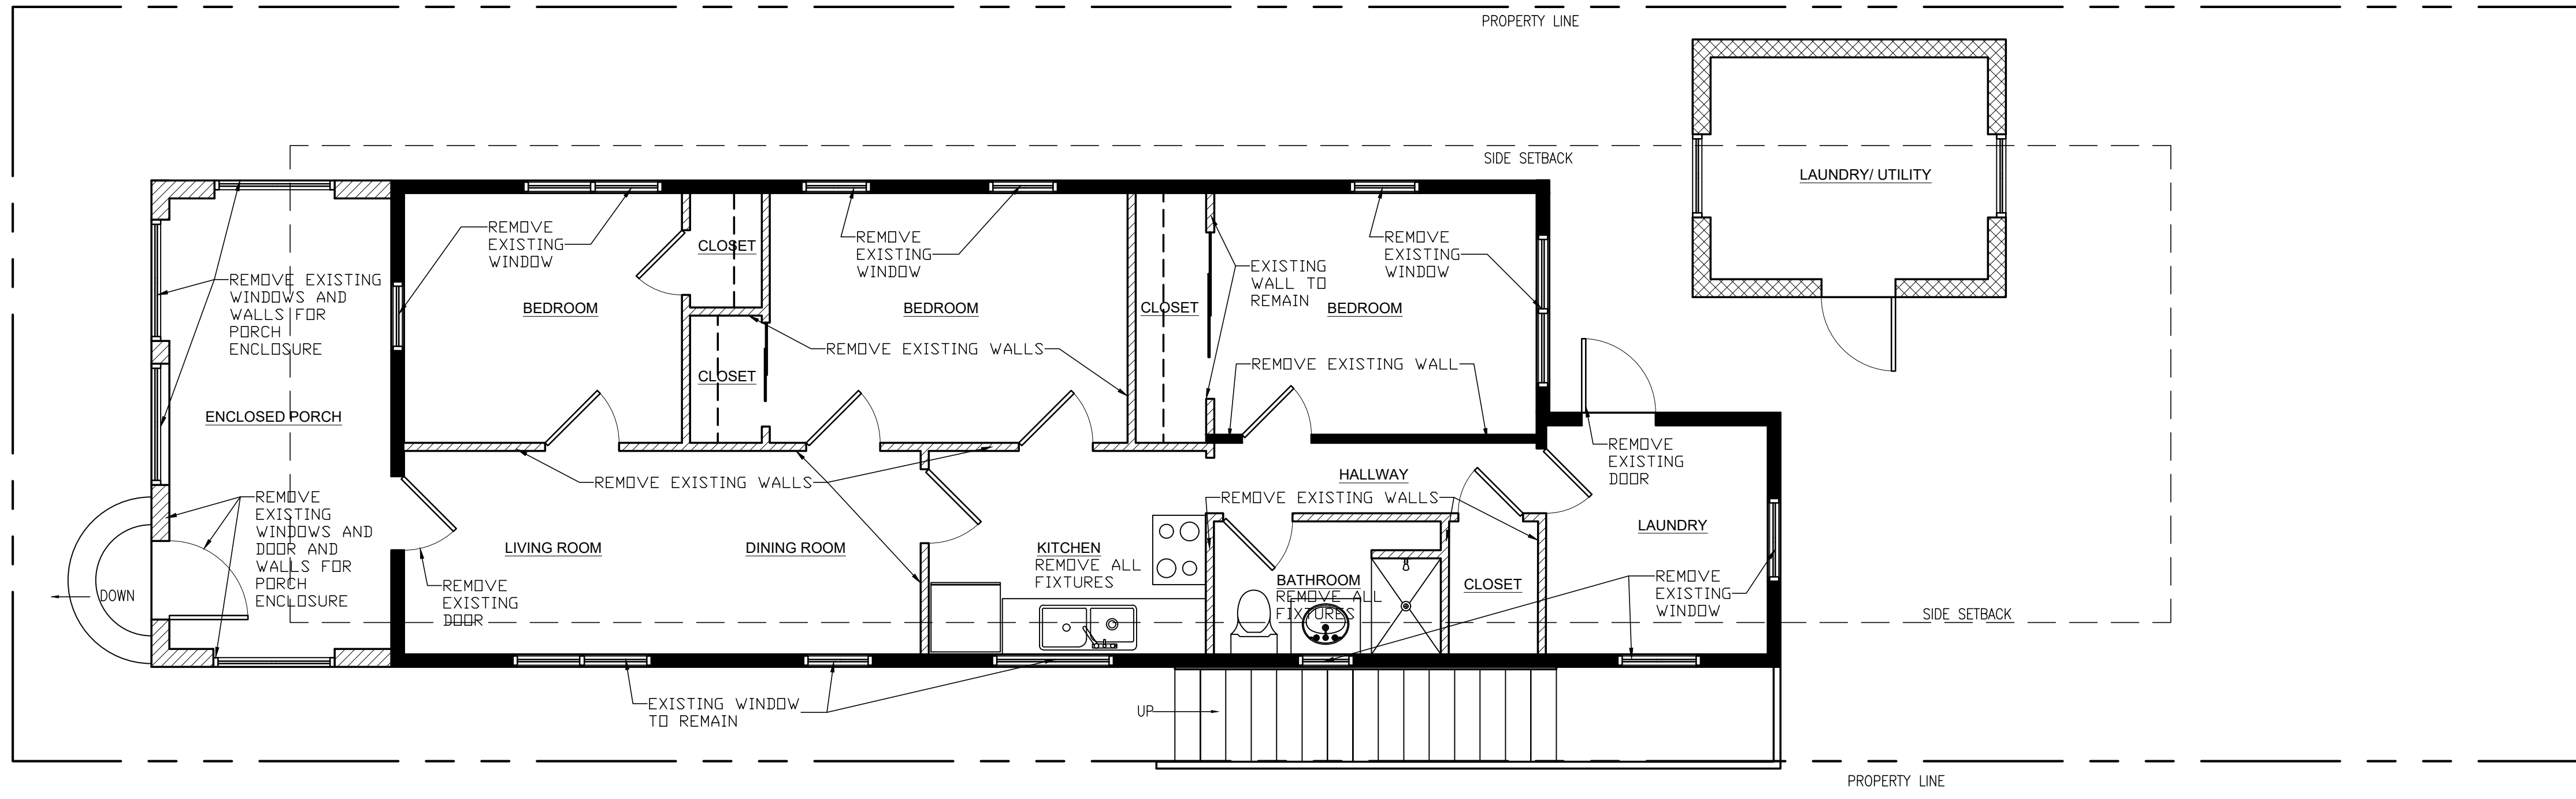 PROPERTY LINE
SIDE SETBACK
LAUNDRY/ UTILITY
REMOVE
EXISTING
WINDOW
CLOSET
REMOVE
EXISTING
WINDOW
REMOVE
EXISTING
WINDOW
EXISTING
WALL TO
REMAIN
REMOVE EXISTING
WINDOWS AND
WALLS FOR
PORCH
ENCLOSURE
BEDROOM
BEDROOM
CLOSET
BEDROOM
REMOVE EXISTING WALLS
REMOVE EXISTING WALL
CLOSET
ENCLOSED PORCH
REMOVE
EXISTING
DOOR
REMOVE EXISTING WALLS
HALLWAY
REMOVE EXISTING WALLS
REMOVE
EXISTING
WINDOWS AND
DOOR AND
WALLS FOR
PORCH
ENCLOSURE
LAUNDRY
LIVING ROOM
DINING ROOM
KITCHEN
REMOVE ALL
FIXTURES
BATHROOM
REMOVE ALL
FIXTURES
CLOSET
REMOVE
EXISTING
WINDOW
DOWN
REMOVE
EXISTING
DOOR
SIDE SETBACK
EXISTING WINDOW
TO REMAIN
UP
PROPERTY LINE